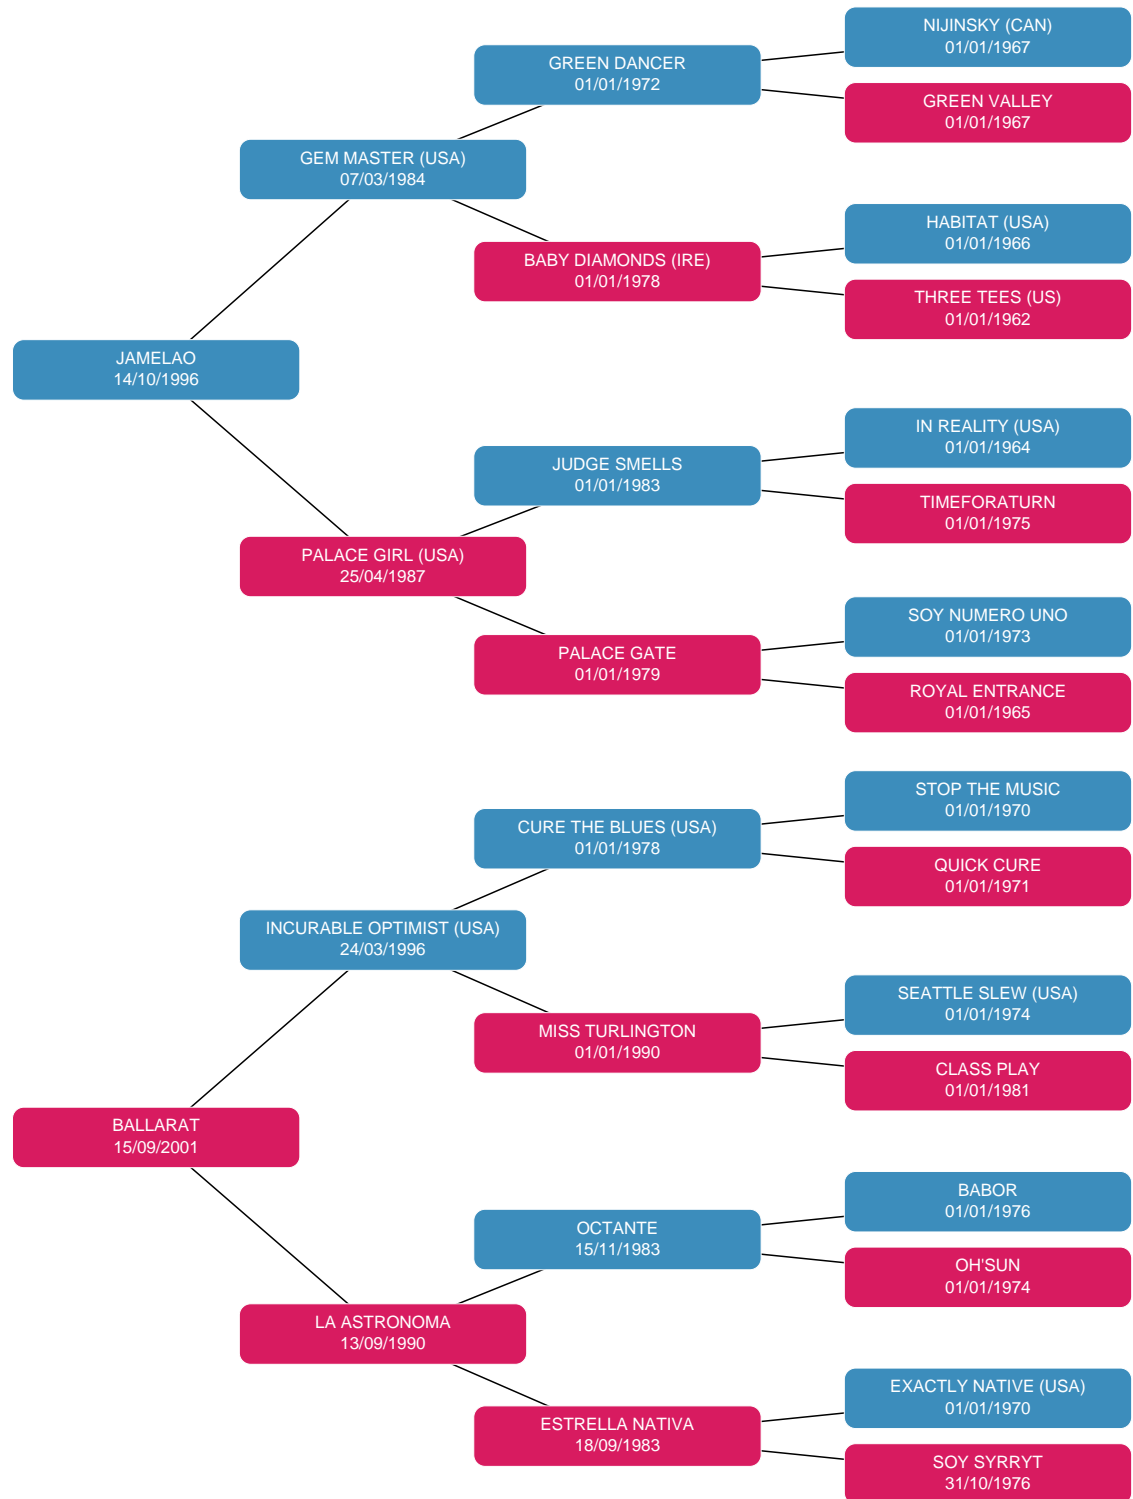 NIJINSKY (CAN)
01/01/1967
GREEN DANCER
01/01/1972
GREEN VALLEY
01/01/1967
GEM MASTER (USA)
07/03/1984
HABITAT (USA)
01/01/1966
BABY DIAMONDS (IRE)
01/01/1978
THREE TEES (US)
01/01/1962
JAMELAO
14/10/1996
IN REALITY (USA)
01/01/1964
JUDGE SMELLS
01/01/1983
TIMEFORATURN
01/01/1975
PALACE GIRL (USA)
25/04/1987
SOY NUMERO UNO
01/01/1973
PALACE GATE
01/01/1979
ROYAL ENTRANCE
01/01/1965
STOP THE MUSIC
01/01/1970
CURE THE BLUES (USA)
01/01/1978
QUICK CURE
01/01/1971
INCURABLE OPTIMIST (USA)
24/03/1996
SEATTLE SLEW (USA)
01/01/1974
MISS TURLINGTON
01/01/1990
CLASS PLAY
01/01/1981
BALLARAT
15/09/2001
BABOR
01/01/1976
OCTANTE
15/11/1983
OH'SUN
01/01/1974
LA ASTRONOMA
13/09/1990
EXACTLY NATIVE (USA)
01/01/1970
ESTRELLA NATIVA
18/09/1983
SOY SYRRYT
31/10/1976